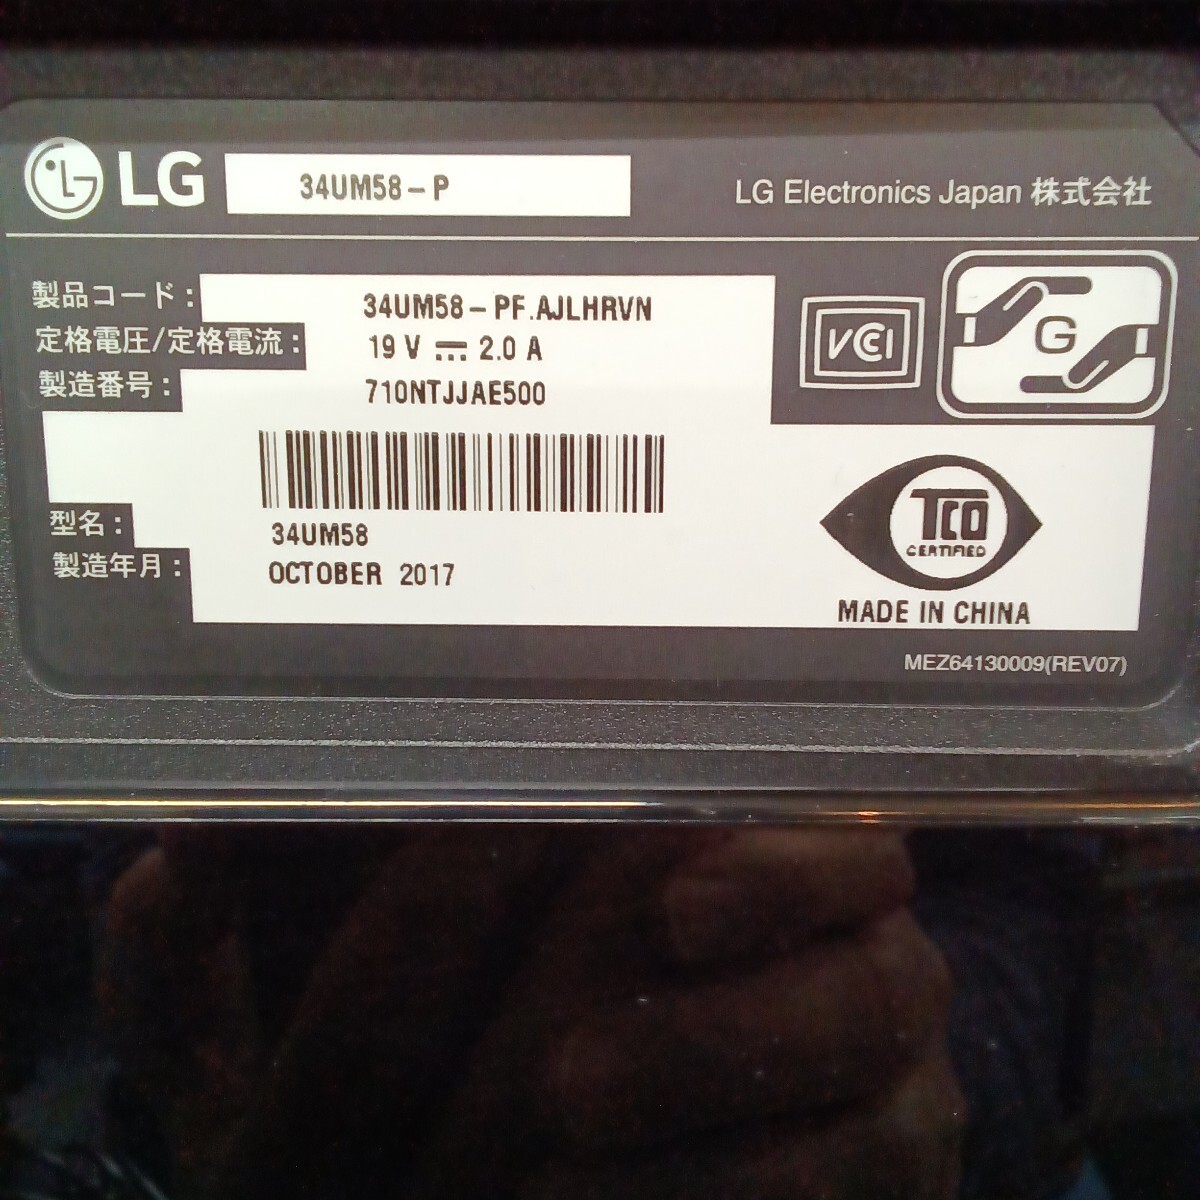 LG 34UM58-P LG Electronics Japan 株式会社
製品コード: 34UM58-PF.AJLHRVN
定格電圧/定格電流: 19 V ⎓ 2.0 A
製造番号: 710NTJJAE500
VCCI
G
型名: 34UM58
製造年月: OCTOBER 2017
TCO
CERTIFIED
MADE IN CHINA
MEZ64130009(REV07)